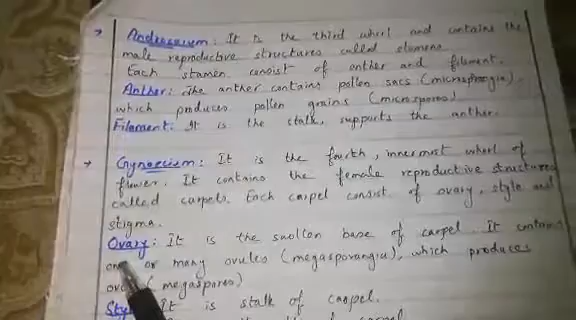 Androecium: It is the third whorl and contains the
male reproductive structures called stamens
Each stamen consist of anther and filament.
Anther: The anther contains pollen sacs (microsporangia).
which produces pollen grains (microspores)
Filament: It is the stalk, supports the anther.
Gynoecium: It is the fourth, innermost whorl of
flower. It contains the female reproductive structures
called carpels. Each carpel consist of ovary, style and
stigma.
Ovary: It is the swollen base of carpel. It contains
or many ovules (megasporangia), which produces
(megaspores)
It is stalk of carpel.